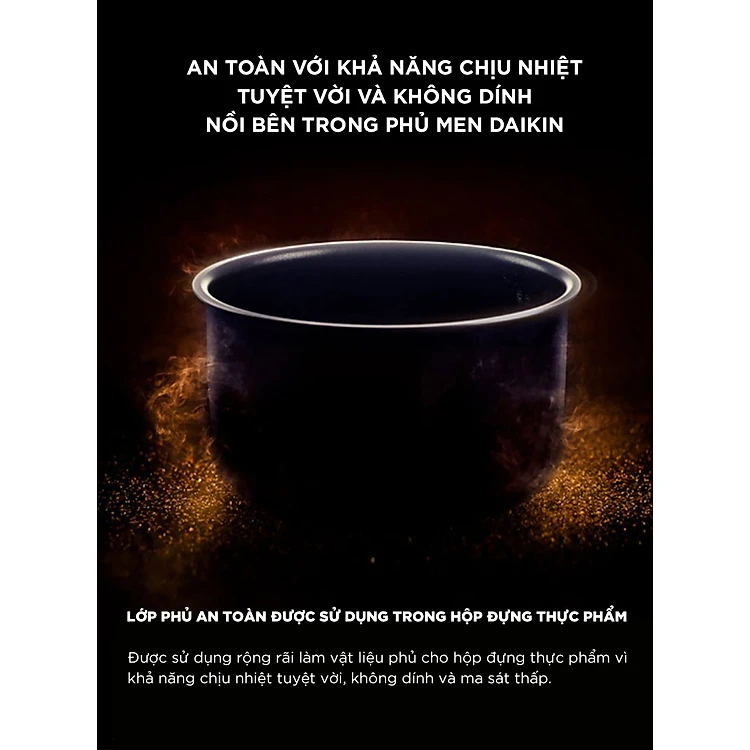 AN TOÀN VỚI KHẢ NĂNG CHỊU NHIỆT
TUYỆT VỜI VÀ KHÔNG DÍNH
NỒI BÊN TRONG PHỦ MEN DAIKIN
LỚP PHỦ AN TOÀN ĐƯỢC SỬ DỤNG TRONG HỘP ĐỰNG THỰC PHẨM
Được sử dụng rộng rãi làm vật liệu phủ cho hộp đựng thực phẩm vì
khả năng chịu nhiệt tuyệt vời, không dính và ma sát thấp.